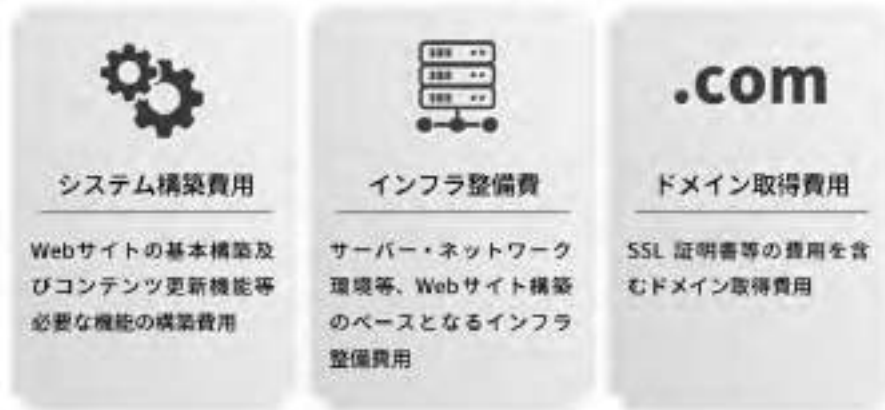 システム構築費用
Webサイトの基本構築及
びコンテンツ更新機能等
必要な機能の構築費用
インフラ整備費
サーバー・ネットワーク
環境等、Webサイト構築
のベースとなるインフラ
整備費用
.com
ドメイン取得費用
SSL 証明書等の費用を含
むドメイン取得費用